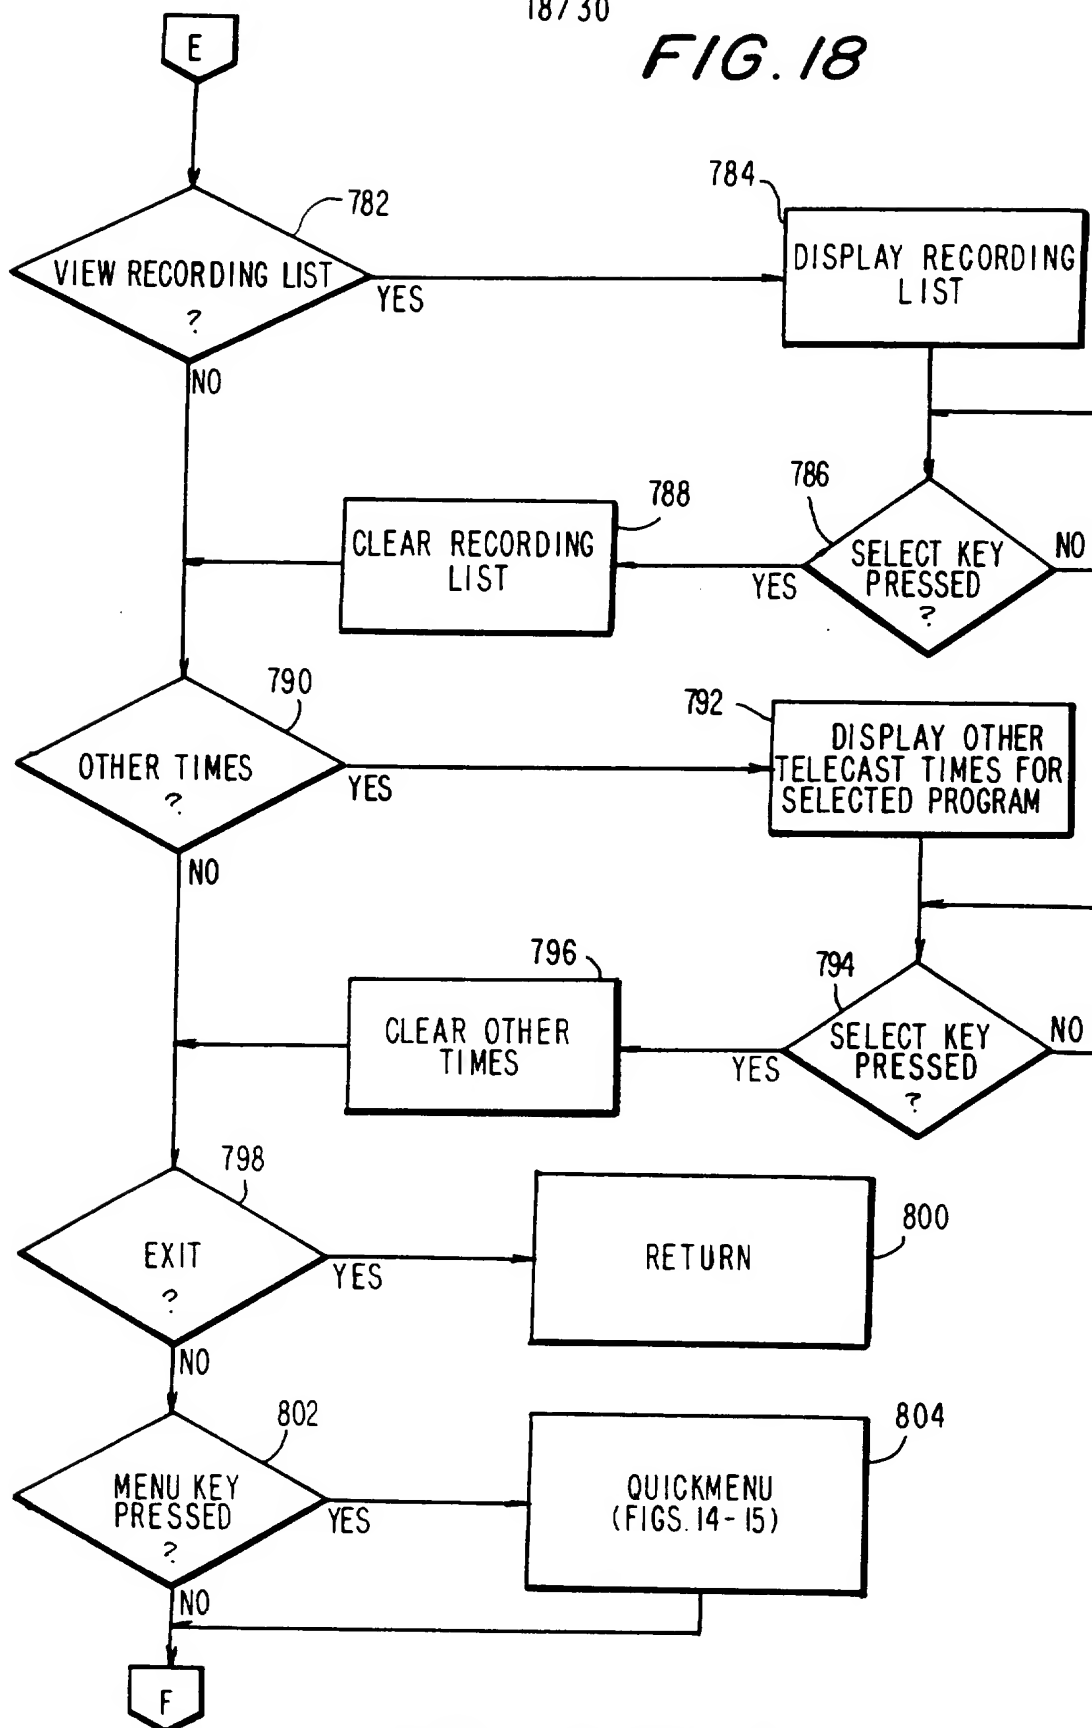 18/30
FIG. 18
E
782
VIEW RECORDING LIST
?
YES
NO
784
DISPLAY RECORDING
LIST
786
SELECT KEY
PRESSED
?
NO
YES
788
CLEAR RECORDING
LIST
790
OTHER TIMES
?
YES
NO
792
DISPLAY OTHER
TELECAST TIMES FOR
SELECTED PROGRAM
794
SELECT KEY
PRESSED
?
NO
YES
796
CLEAR OTHER
TIMES
798
EXIT
?
YES
NO
800
RETURN
802
MENU KEY
PRESSED
?
YES
NO
804
QUICKMENU
(FIGS. 14-15)
F